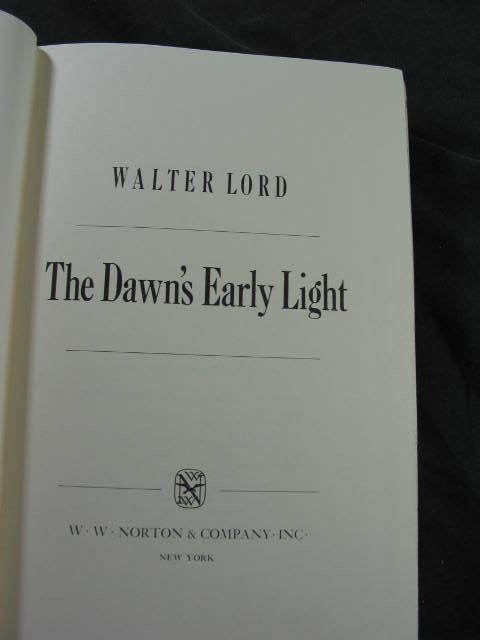 WALTER LORD
The Dawn's Early Light
W · W · NORTON & COMPANY · INC ·
NEW YORK